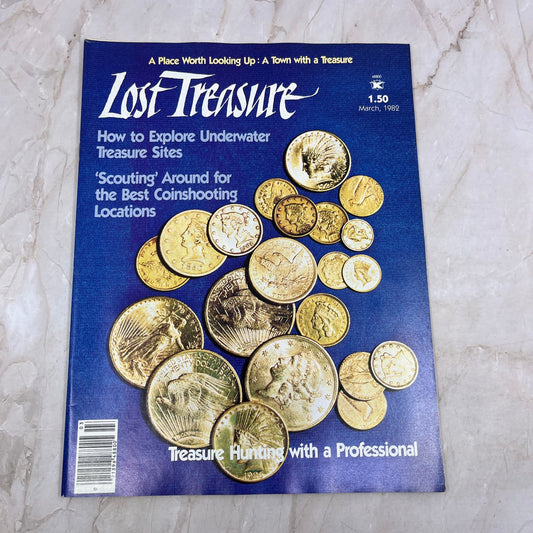 A Place Worth Looking Up: A Town with a Treasure
Lost Treasure
1.50
March, 1982
How to Explore Underwater
Treasure Sites
'Scouting' Around for
the Best Coinshooting
Locations
Treasure Hunting with a Professional
03